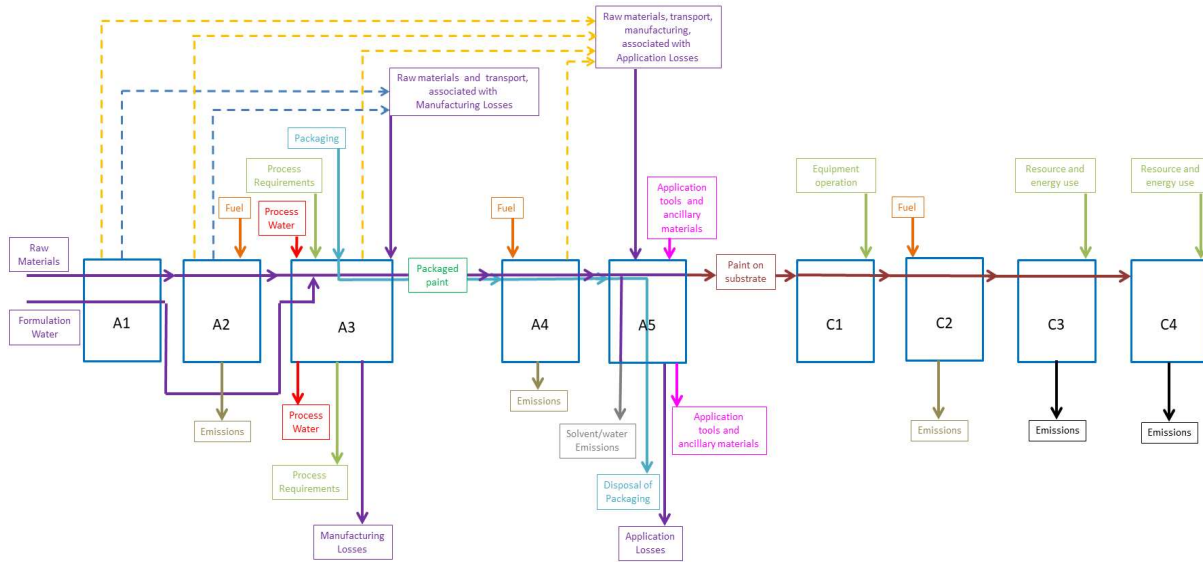 Raw materials, transport,
manufacturing,
associated with
Application Losses
Raw materials and transport,
associated with
Manufacturing Losses
Packaging
Process
Requirements
Fuel
Process
Water
Fuel
Application
tools and
ancillary
materials
Equipment
operation
Fuel
Resource and
energy use
Resource and
energy use
Raw
Materials
Formulation
Water
Packaged
paint
Paint on
substrate
A1
A2
A3
A4
A5
C1
C2
C3
C4
Emissions
Process
Water
Process
Requirements
Manufacturing
Losses
Emissions
Solvent/water
Emissions
Application
tools and
ancillary materials
Disposal of
Packaging
Application
Losses
Emissions
Emissions
Emissions